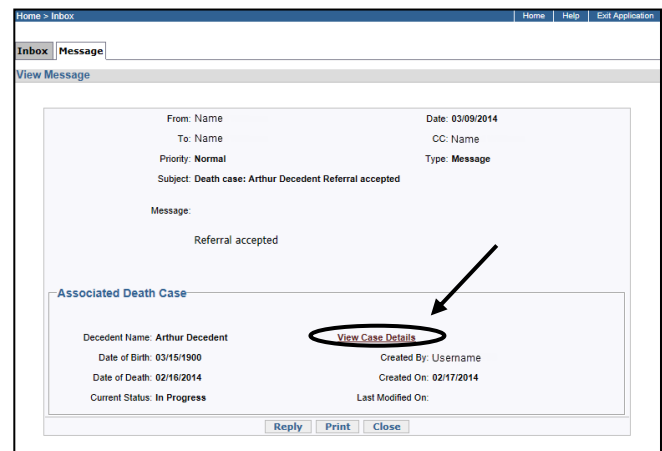 Home > Inbox Home Help Exit Application
Inbox Message
View Message
From: Name Date: 03/09/2014
To: Name CC: Name
Priority: Normal Type: Message
Subject: Death case: Arthur Decedent Referral accepted
Message:
Referral accepted
Associated Death Case
Decedent Name: Arthur Decedent View Case Details
Date of Birth: 03/15/1900 Created By: Username
Date of Death: 02/16/2014 Created On: 02/17/2014
Current Status: In Progress Last Modified On:
Reply Print Close